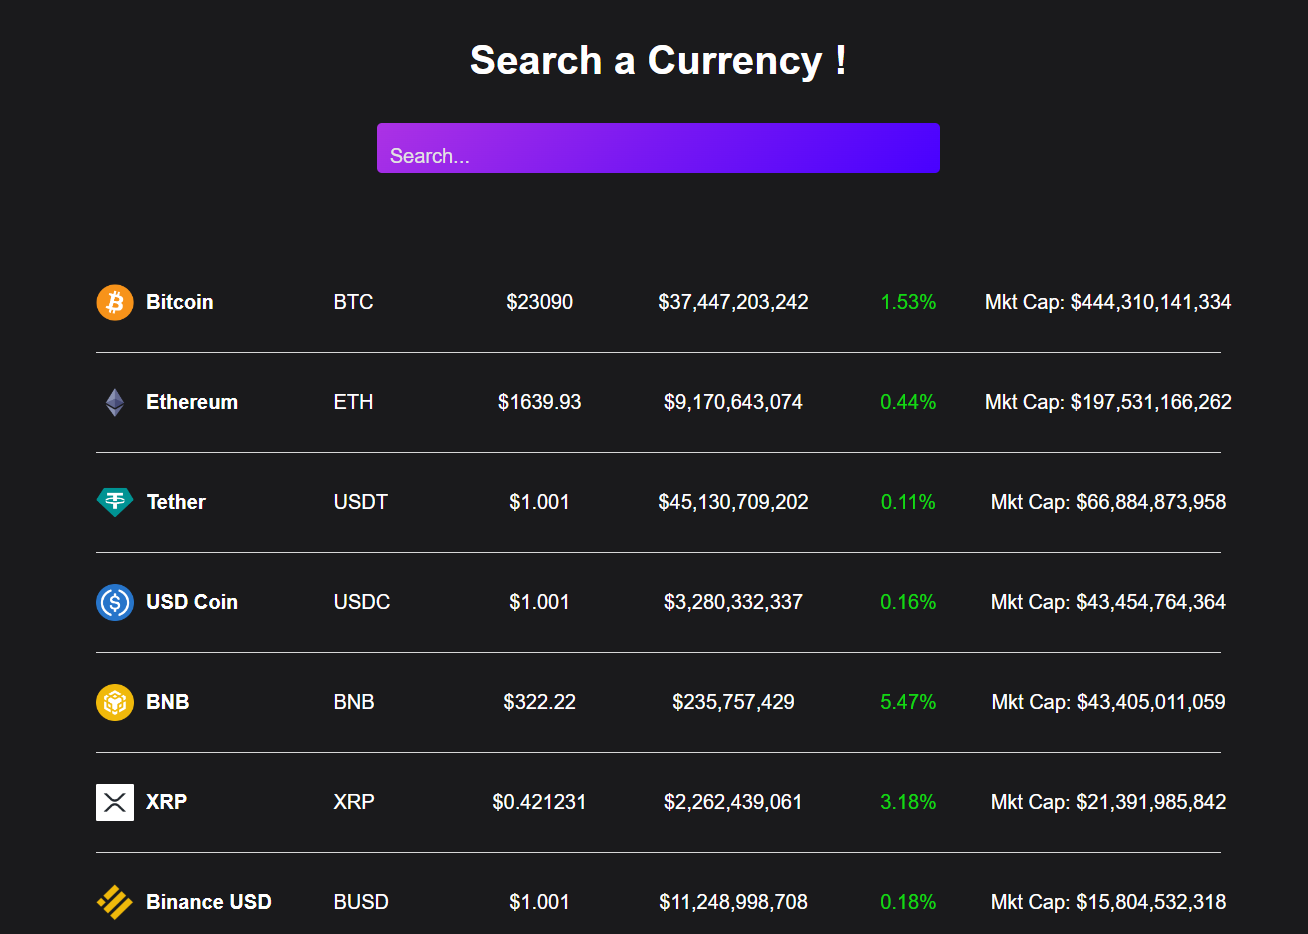 Search a Currency !
Search...
Bitcoin BTC $23090 $37,447,203,242 1.53% Mkt Cap: $444,310,141,334
Ethereum ETH $1639.93 $9,170,643,074 0.44% Mkt Cap: $197,531,166,262
Tether USDT $1.001 $45,130,709,202 0.11% Mkt Cap: $66,884,873,958
USD Coin USDC $1.001 $3,280,332,337 0.16% Mkt Cap: $43,454,764,364
BNB BNB $322.22 $235,757,429 5.47% Mkt Cap: $43,405,011,059
XRP XRP $0.421231 $2,262,439,061 3.18% Mkt Cap: $21,391,985,842
Binance USD BUSD $1.001 $11,248,998,708 0.18% Mkt Cap: $15,804,532,318